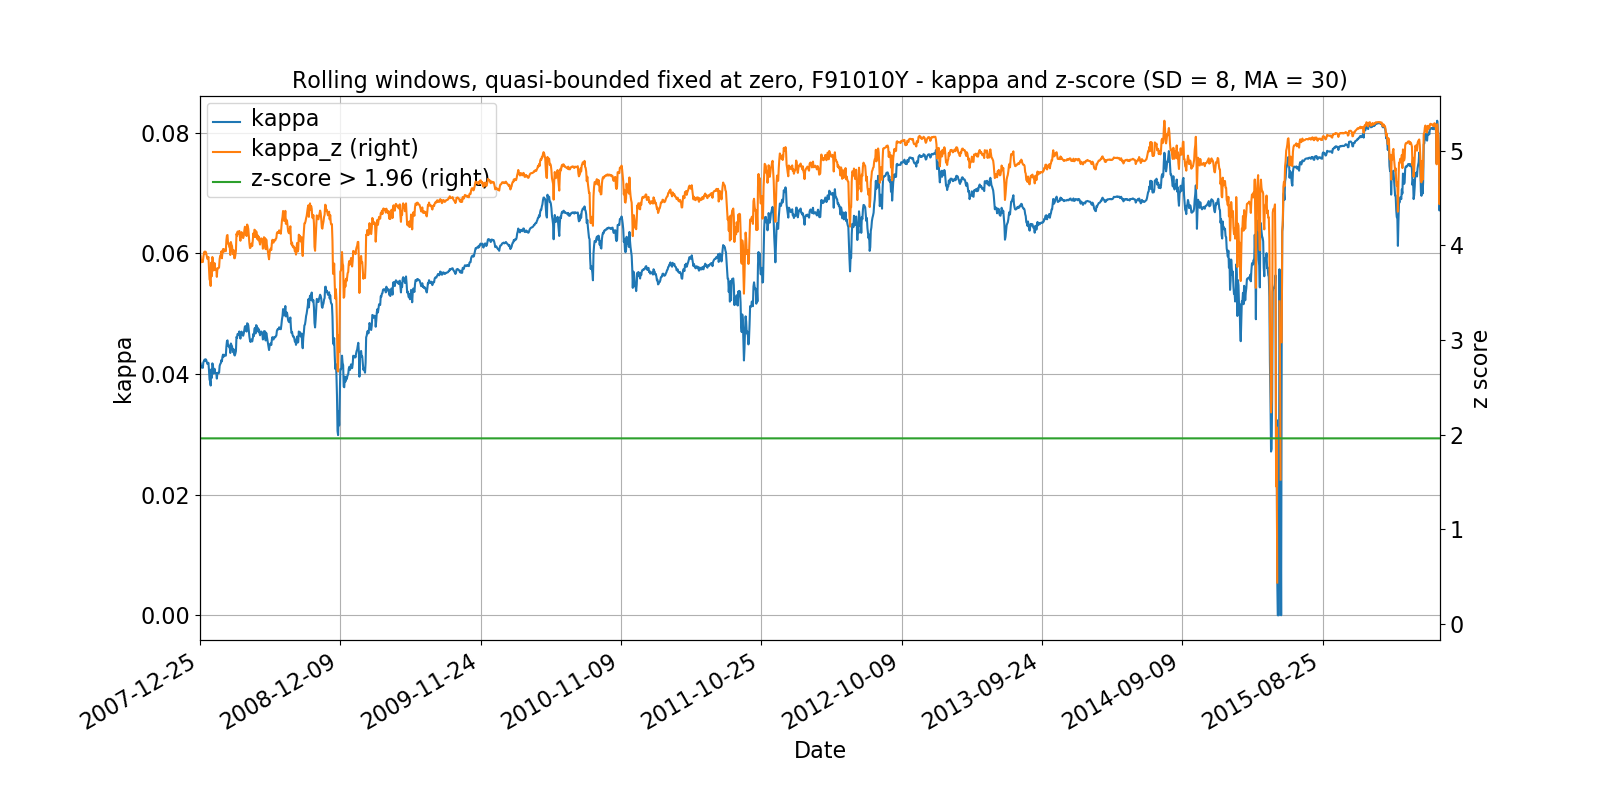 Rolling windows, quasi-bounded fixed at zero, F91010Y - kappa and z-score (SD = 8, MA = 30)
kappa
kappa_z (right)
z-score > 1.96 (right)
0.08
0.06
0.04
0.02
0.00
kappa
5
4
3
2
1
0
z score
2007-12-25
2008-12-09
2009-11-24
2010-11-09
2011-10-25
2012-10-09
2013-09-24
2014-09-09
2015-08-25
Date